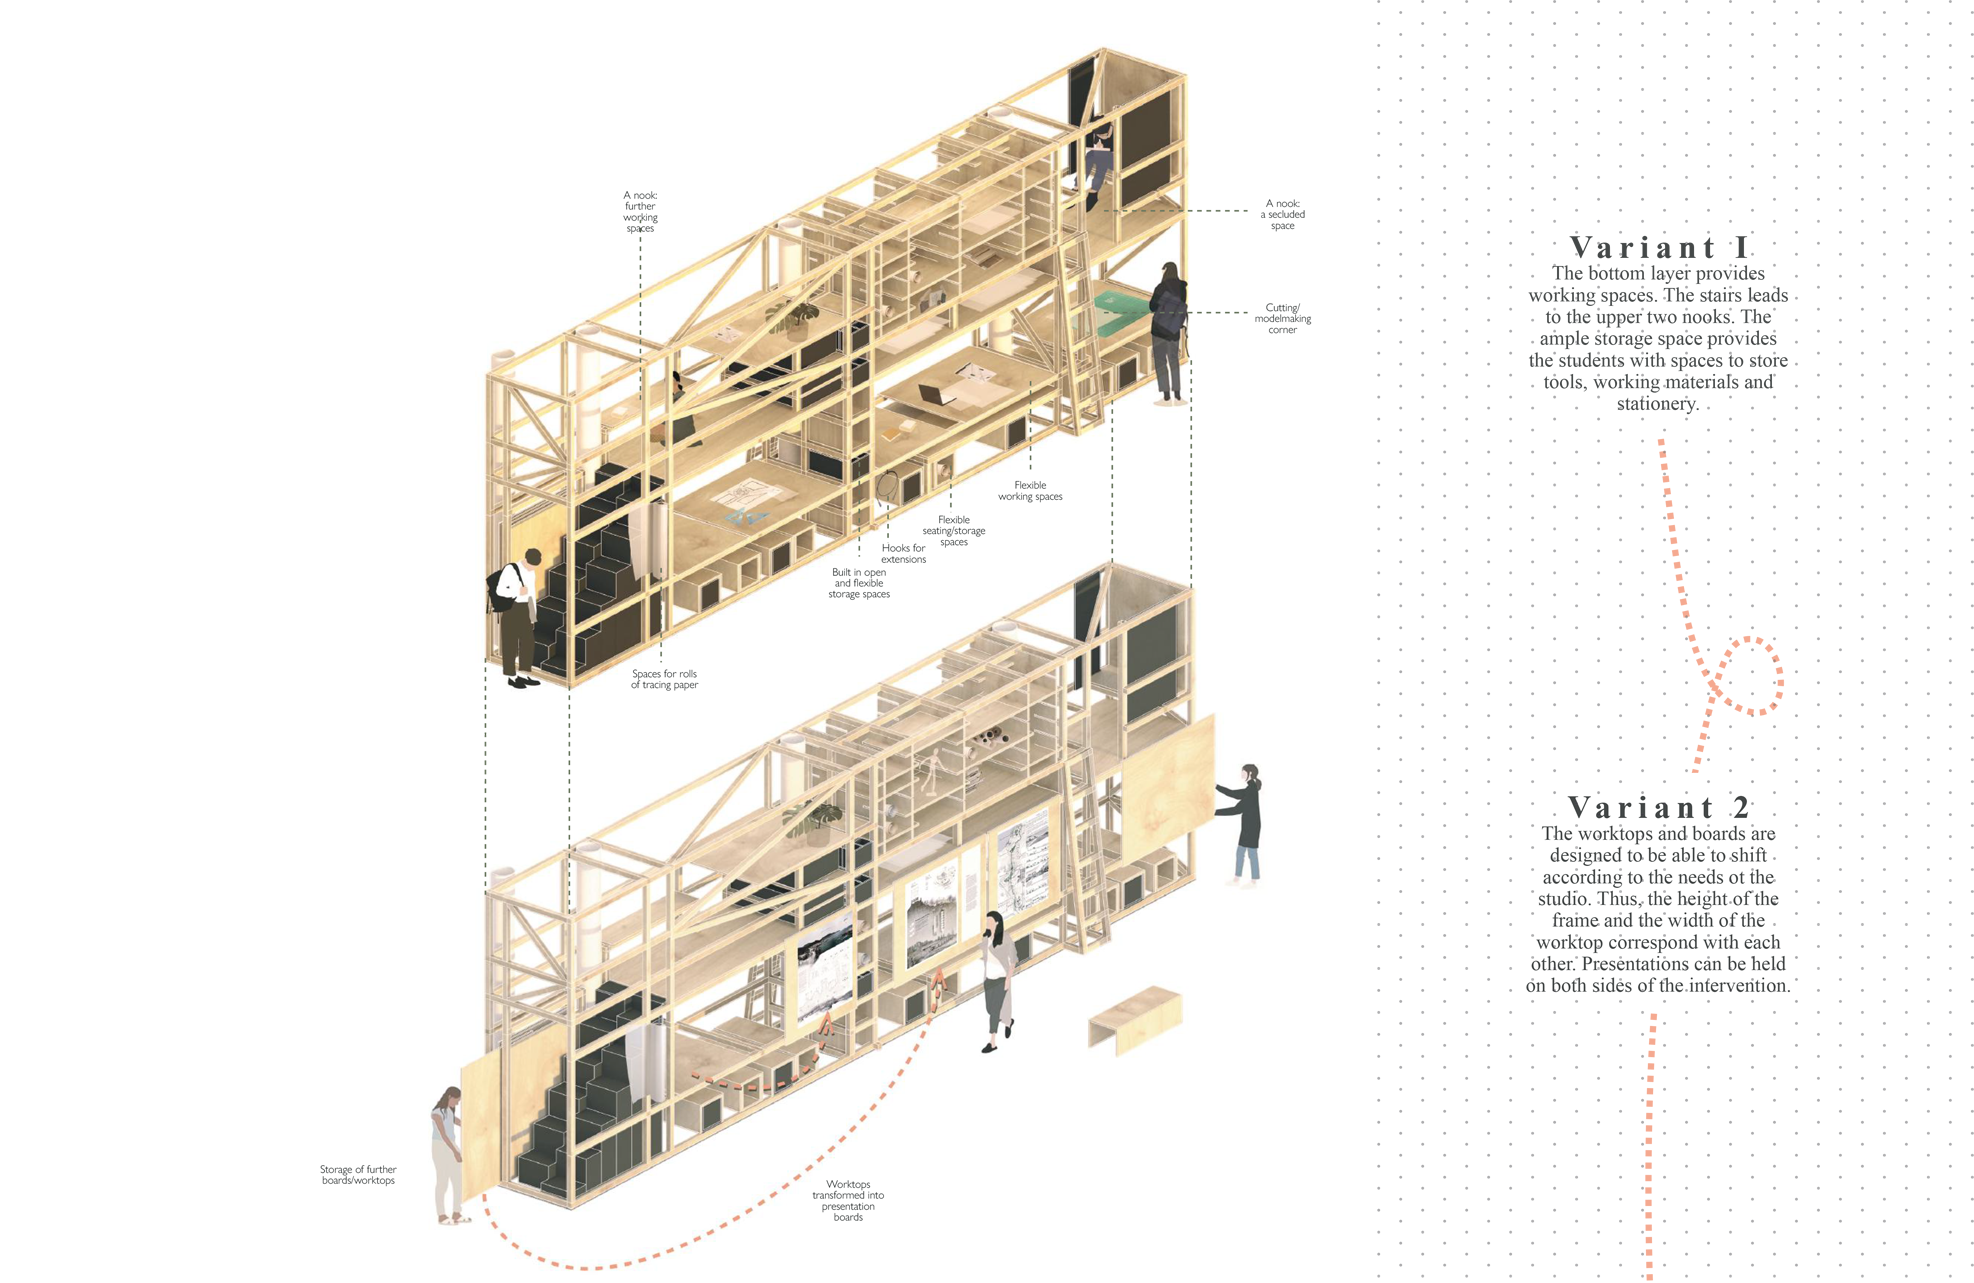 A nook:
further
working
spaces
A nook:
a secluded
space
Cutting/
modelmaking
corner
Flexible
working spaces
Flexible
seating/storage
spaces
Hooks for
extensions
Built in open
and flexible
storage spaces
Spaces for rolls
of tracing paper
Storage of further
boards/worktops
Worktops
transformed into
presentation
boards
Variant I
The bottom layer provides
working spaces. The stairs leads
to the upper two nooks. The
ample storage space provides
the students with spaces to store
tools, working materials and
stationery.
Variant 2
The worktops and boards are
designed to be able to shift
according to the needs ot the
studio. Thus, the height of the
frame and the width of the
worktop correspond with each
other. Presentations can be held
on both sides of the intervention.